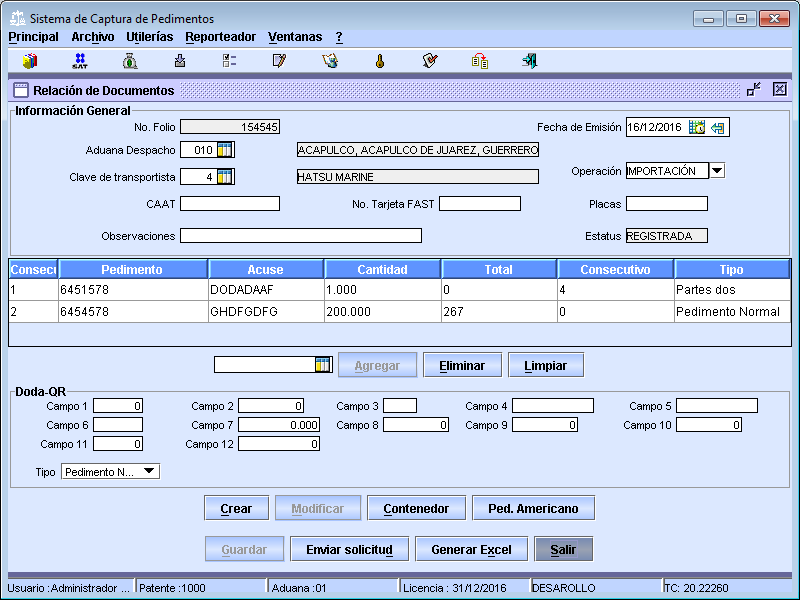 Sistema de Captura de Pedimentos
Principal Archivo Utilerías Reporteador Ventanas ?
SAT
Relación de Documentos
Información General
No. Folio 154545 Fecha de Emisión 16/12/2016
Aduana Despacho 010 ACAPULCO, ACAPULCO DE JUAREZ, GUERRERO
Clave de transportista 4 HATSU MARINE Operación IMPORTACIÓN
CAAT No. Tarjeta FAST Placas
Observaciones Estatus REGISTRADA
Consecu Pedimento Acuse Cantidad Total Consecutivo Tipo
1 6451578 DODADAAF 1.000 0 4 Partes dos
2 6454578 GHDFGDFG 200.000 267 0 Pedimento Normal
Agregar Eliminar Limpiar
Doda-QR
Campo 1 0 Campo 2 0 Campo 3 Campo 4 Campo 5
Campo 6 Campo 7 0.000 Campo 8 0 Campo 9 0 Campo 10 0
Campo 11 0 Campo 12 0
Tipo Pedimento N...
Crear Modificar Contenedor Ped. Americano
Guardar Enviar solicitud Generar Excel Salir
Usuario :Administrador ... Patente :1000 Aduana :01 Licencia : 31/12/2016 DESAROLLO TC: 20.22260